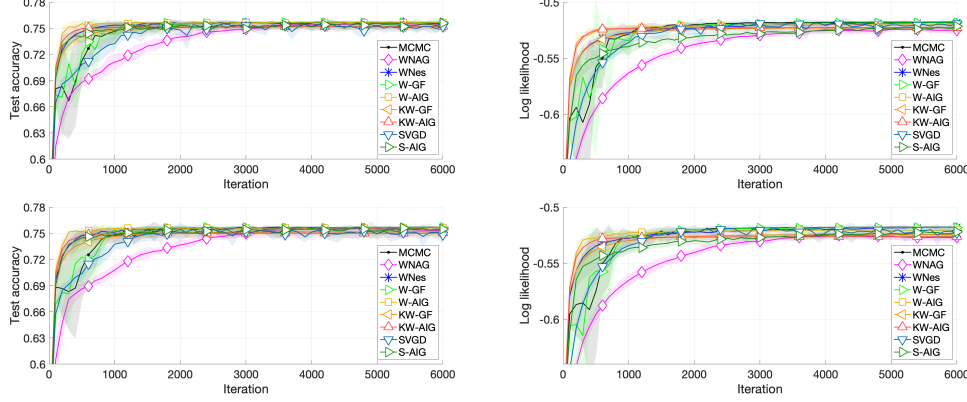 0.78
0.75
0.72
0.69
0.66
0.63
0.6
Test accuracy
0 1000 2000 3000 4000 5000 6000
Iteration
MCMC
WNAG
WNes
W-GF
W-AIG
KW-GF
KW-AIG
SVGD
S-AIG
-0.5
-0.55
-0.6
Log likelihood
0 1000 2000 3000 4000 5000 6000
Iteration
MCMC
WNAG
WNes
W-GF
W-AIG
KW-GF
KW-AIG
SVGD
S-AIG
0.78
0.75
0.72
0.69
0.66
0.63
0.6
Test accuracy
0 1000 2000 3000 4000 5000 6000
Iteration
MCMC
WNAG
WNes
W-GF
W-AIG
KW-GF
KW-AIG
SVGD
S-AIG
-0.5
-0.55
-0.6
Log likelihood
0 1000 2000 3000 4000 5000 6000
Iteration
MCMC
WNAG
WNes
W-GF
W-AIG
KW-GF
KW-AIG
SVGD
S-AIG